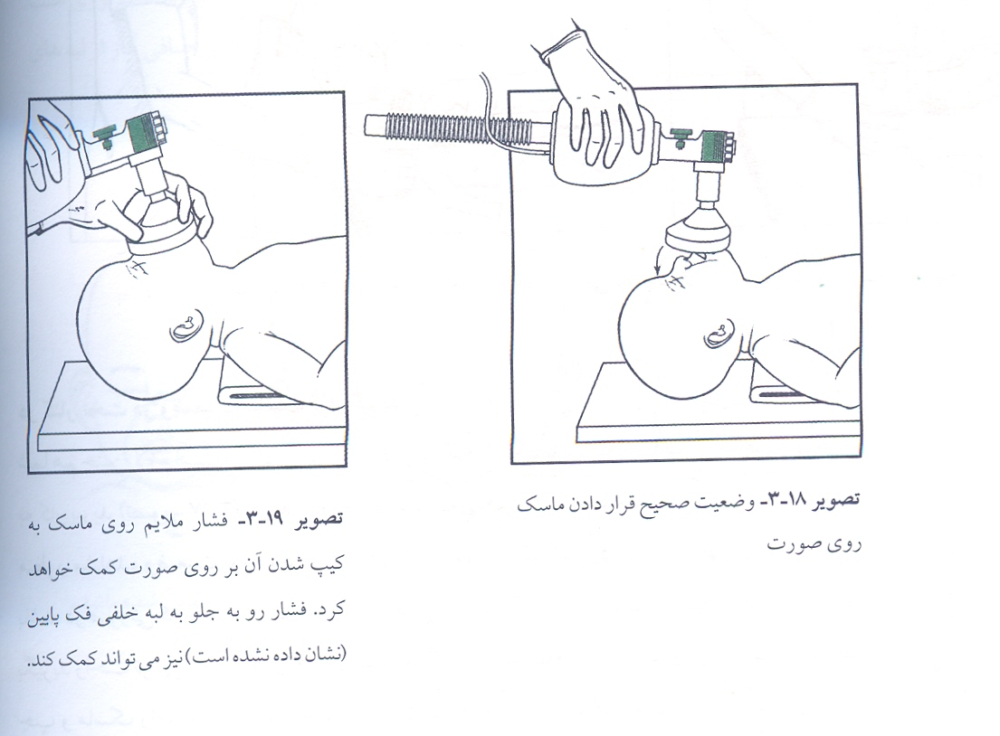 تصویر ۱۸-۳- وضعیت صحیح قرار دادن ماسک
روی صورت
تصویر ۱۹-۳- فشار ملایم روی ماسک به
کیپ شدن آن بر روی صورت کمک خواهد
کرد. فشار رو به جلو به لبه خلفی فک پایین
(نشان داده نشده است) نیز می تواند کمک کند.